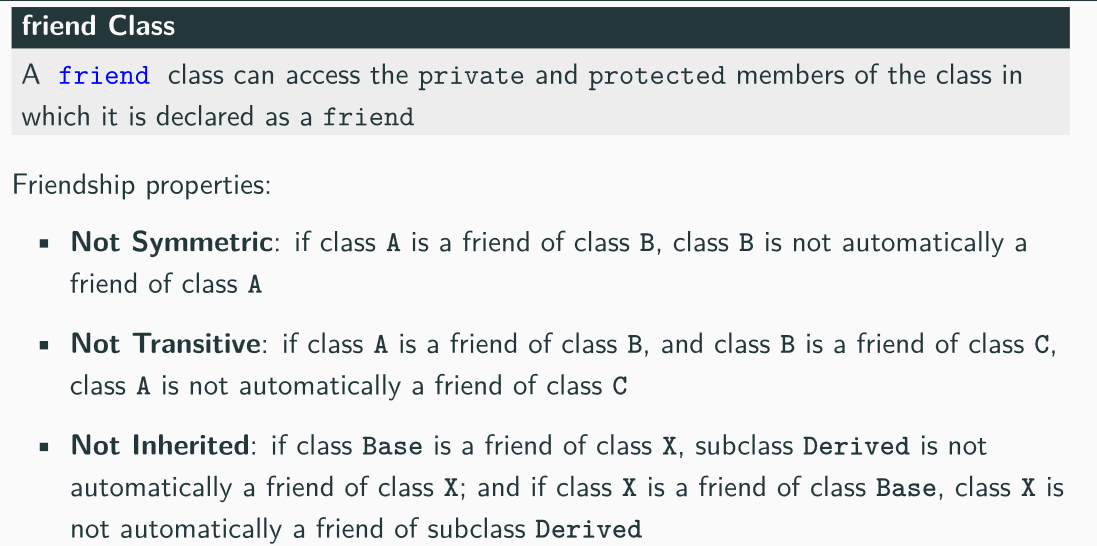 friend Class
A friend class can access the private and protected members of the class in
which it is declared as a friend
Friendship properties:
▪ Not Symmetric: if class A is a friend of class B, class B is not automatically a
friend of class A
▪ Not Transitive: if class A is a friend of class B, and class B is a friend of class C,
class A is not automatically a friend of class C
▪ Not Inherited: if class Base is a friend of class X, subclass Derived is not
automatically a friend of class X; and if class X is a friend of class Base, class X is
not automatically a friend of subclass Derived